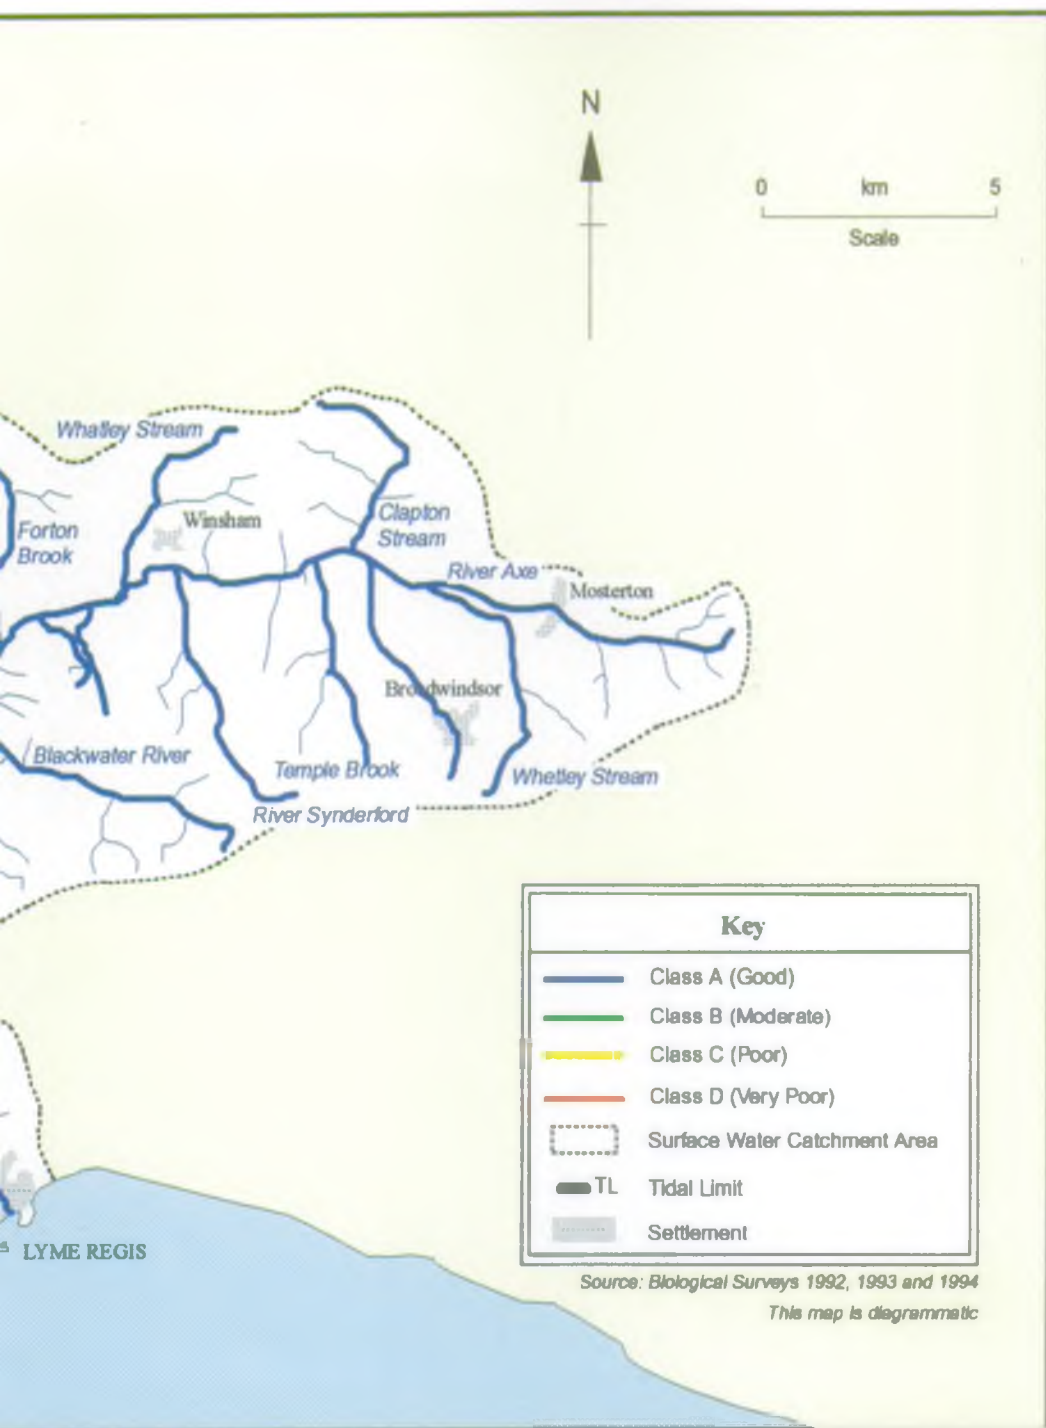 N
0 km 5
Scale
Whatley Stream
Forton
Brook
Winsham
Clapton
Stream
River Axe
Mosterton
Broadwindsor
Blackwater River
Temple Brook
Whetley Stream
River Synderford
Key
Class A (Good)
Class B (Moderate)
Class C (Poor)
Class D (Very Poor)
Surface Water Catchment Area
TL Tidal Limit
Settlement
LYME REGIS
Source: Biological Surveys 1992, 1993 and 1994
This map is diagrammatic